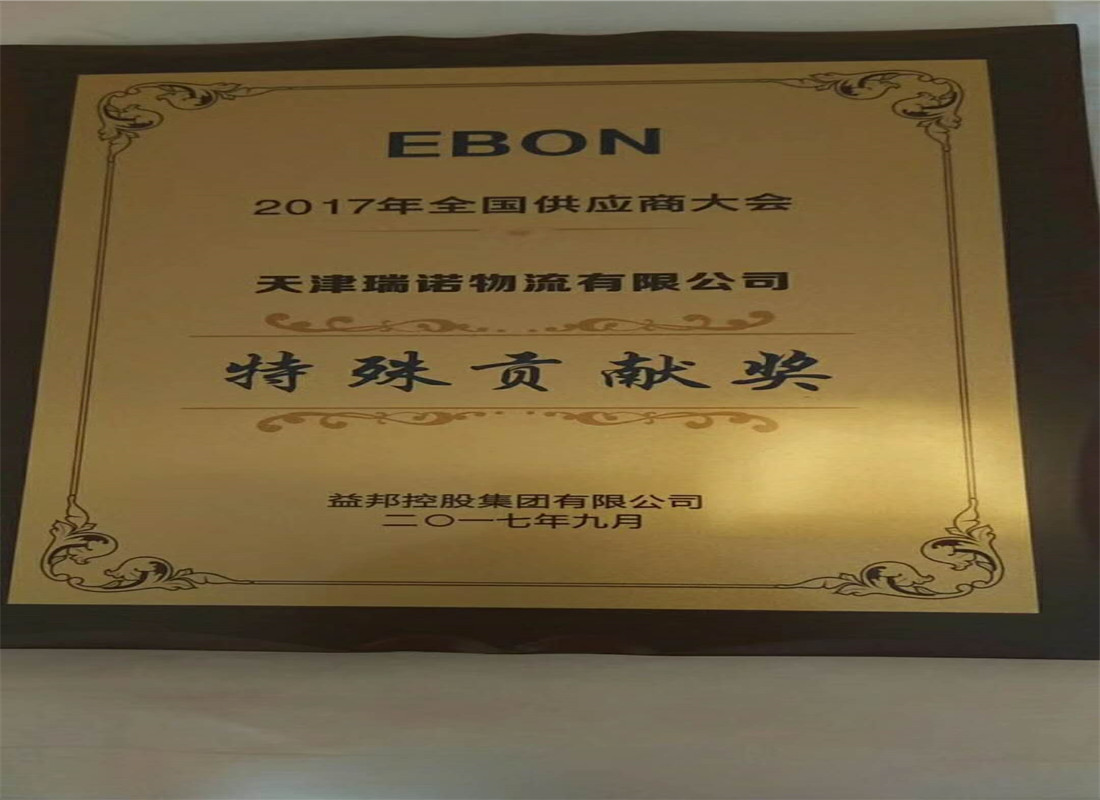 EBON
2017年全国供应商大会
天津瑞诺物流有限公司
特殊贡献奖
益邦控股集团有限公司
二〇一七年九月